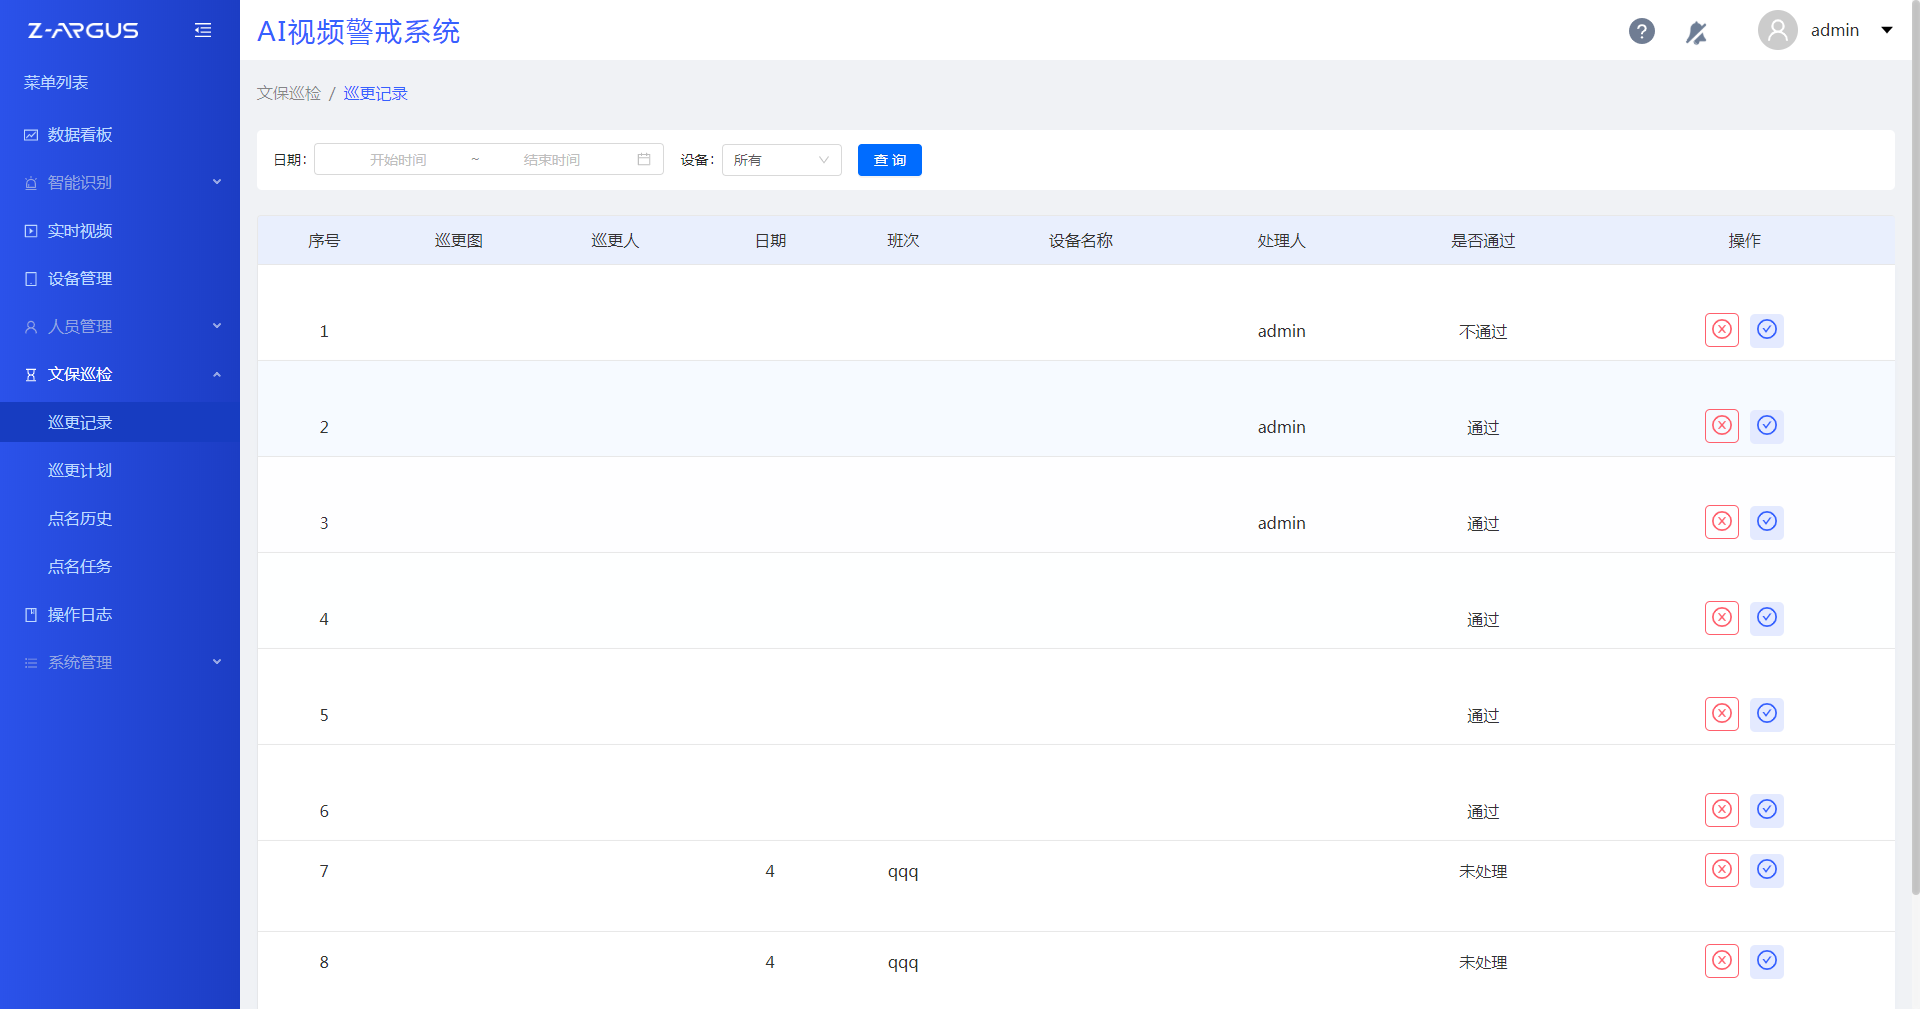 Z-ARGUS
AI视频警戒系统
?
admin
菜单列表
数据看板
智能识别
实时视频
设备管理
人员管理
文保巡检
巡更记录
巡更计划
点名历史
点名任务
操作日志
系统管理
文保巡检 / 巡更记录
日期: 开始时间 ~ 结束时间 设备: 所有 查 询
序号 巡更图 巡更人 日期 班次 设备名称 处理人 是否通过 操作
1 admin 不通过
2 admin 通过
3 admin 通过
4 通过
5 通过
6 通过
7 4 qqq 未处理
8 4 qqq 未处理